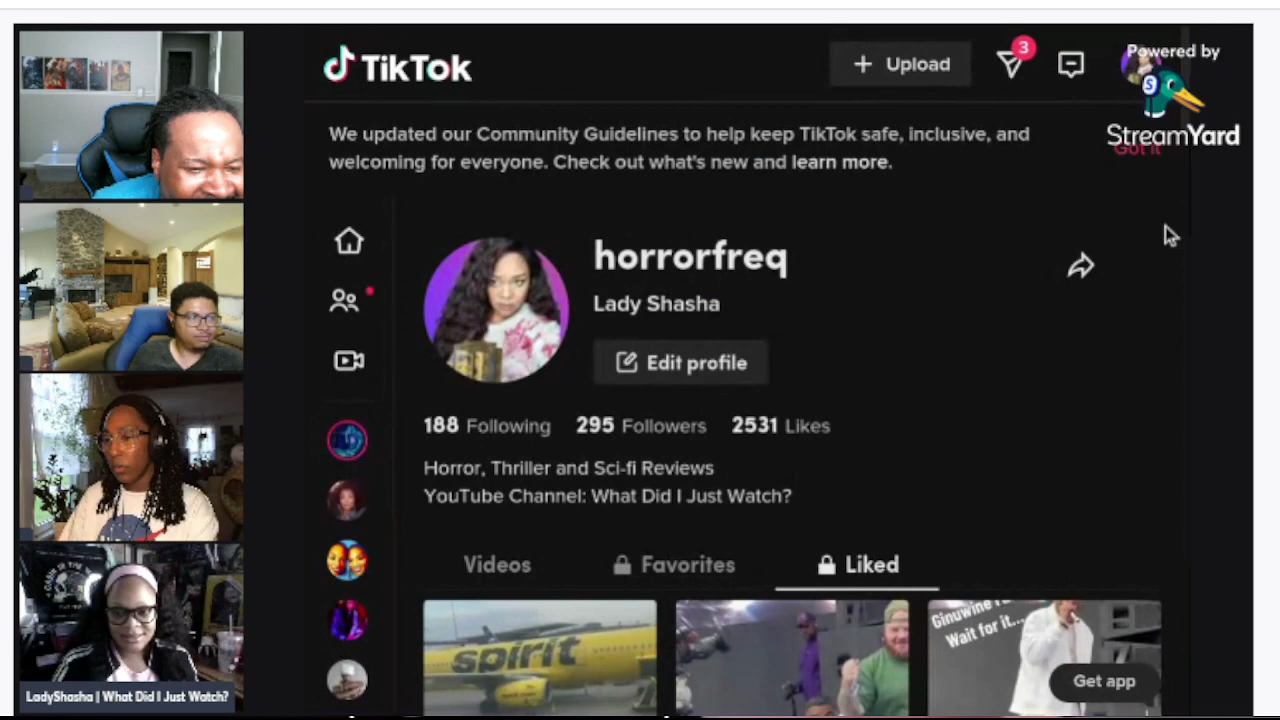 TikTok
+ Upload
3
Powered by
StreamYard
We updated our Community Guidelines to help keep TikTok safe, inclusive, and
welcoming for everyone. Check out what's new and learn more.
Got it
horrorfreq
Lady Shasha
Edit profile
188 Following 295 Followers 2531 Likes
Horror, Thriller and Sci-fi Reviews
YouTube Channel: What Did I Just Watch?
Videos Favorites Liked
spirit
Ginuwine
Wait for it...
Get app
LadyShasha | What Did I Just Watch?